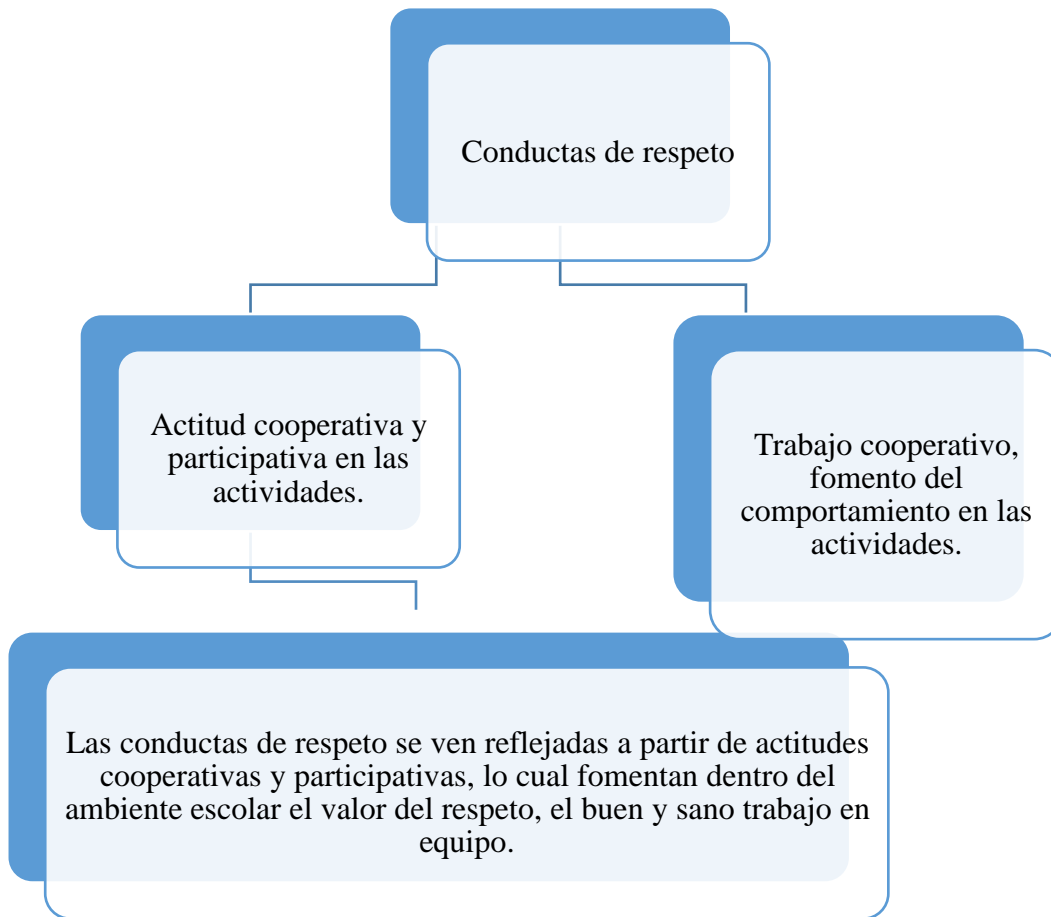 Conductas de respeto
Actitud cooperativa y
participativa en las
actividades.
Trabajo cooperativo,
fomento del
comportamiento en las
actividades.
Las conductas de respeto se ven reflejadas a partir de actitudes
cooperativas y participativas, lo cual fomentan dentro del
ambiente escolar el valor del respeto, el buen y sano trabajo en
equipo.